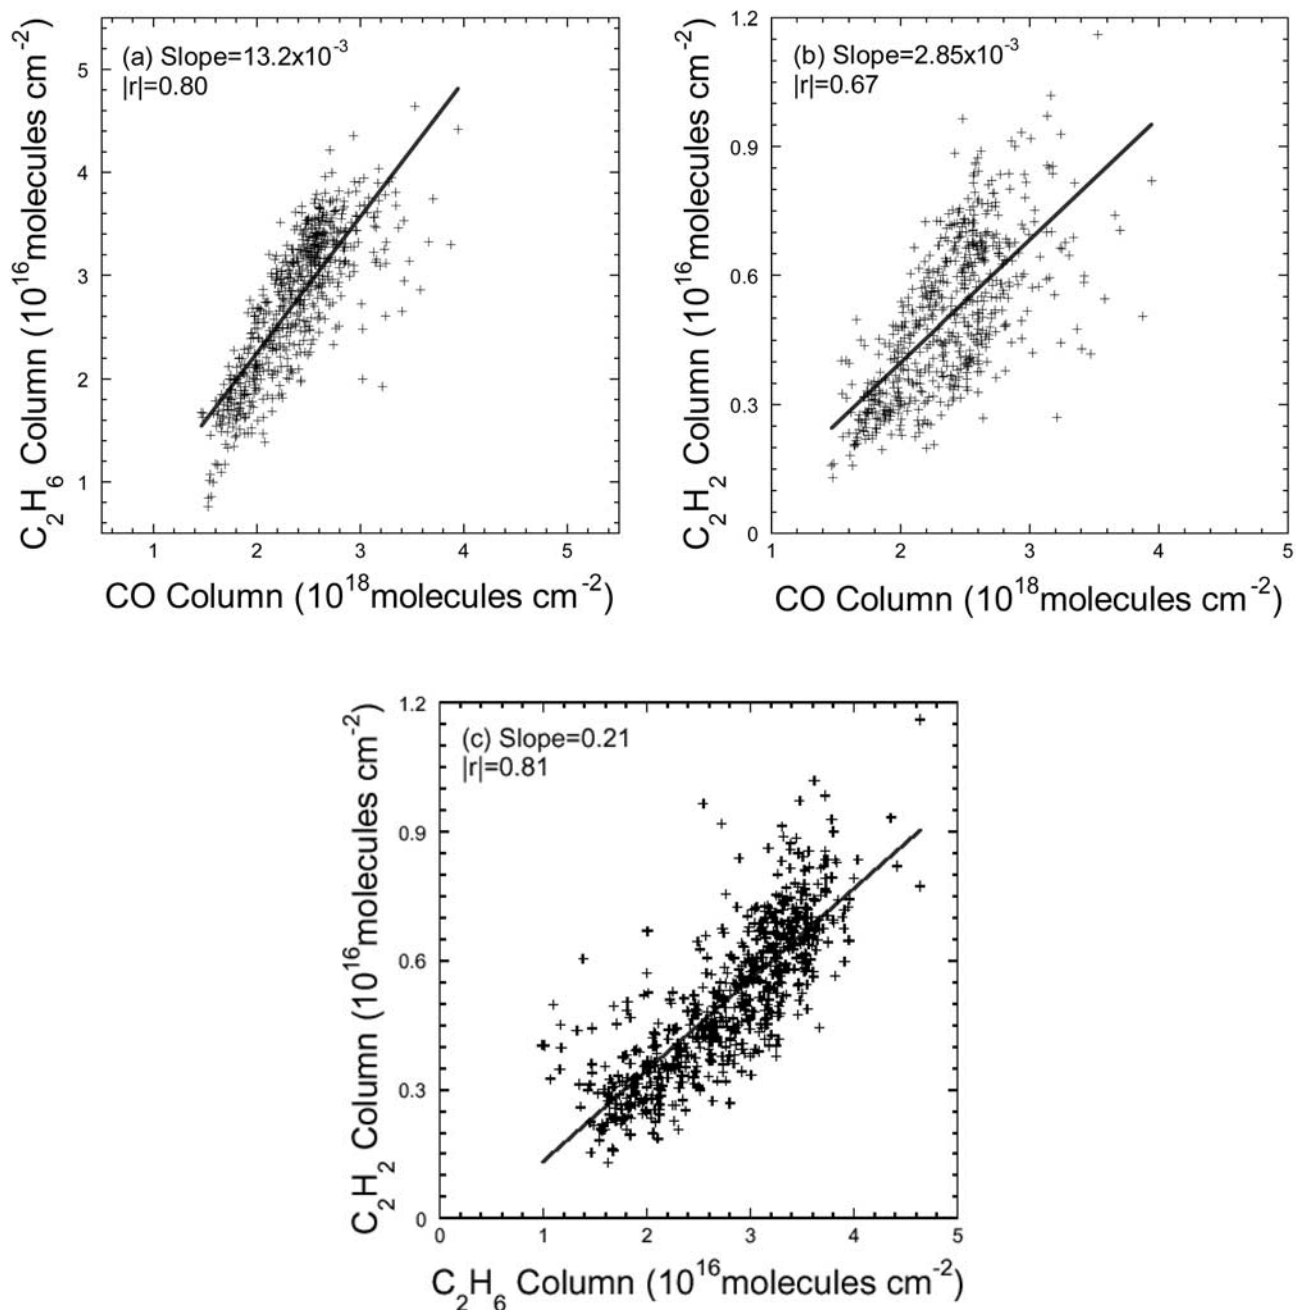 (a) Slope=13.2x10⁻³
|r|=0.80
5
4
3
2
1
C₂H₆ Column (10¹⁶molecules cm⁻²)
1 2 3 4 5
CO Column (10¹⁸molecules cm⁻²)
(b) Slope=2.85x10⁻³
|r|=0.67
1.2
0.9
0.6
0.3
0
C₂H₂ Column (10¹⁶molecules cm⁻²)
1 2 3 4 5
CO Column (10¹⁸molecules cm⁻²)
(c) Slope=0.21
|r|=0.81
1.2
0.9
0.6
0.3
0
C₂H₂ Column (10¹⁶molecules cm⁻²)
0 1 2 3 4 5
C₂H₆ Column (10¹⁶molecules cm⁻²)